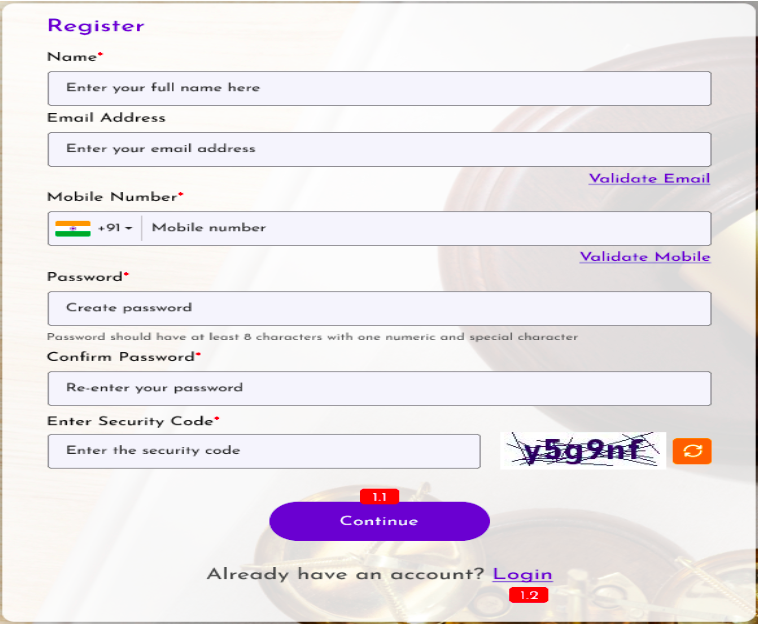 Register
Name*
Enter your full name here
Email Address
Enter your email address
Validate Email
Mobile Number*
+91 Mobile number
Validate Mobile
Password*
Create password
Password should have at least 8 characters with one numeric and special character
Confirm Password*
Re-enter your password
Enter Security Code*
Enter the security code
y5g9nf
1.1
Continue
Already have an account? Login
1.2